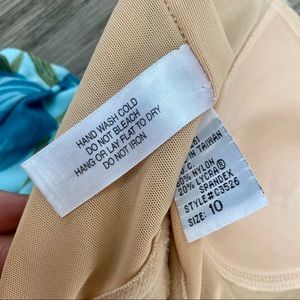 HAND WASH COLD
DO NOT BLEACH
HANG OR LAY FLAT TO DRY
DO NOT IRON
IN TAIWAN
NYLON
20% LYCRA®
SPANDEX
STYLE#C3526
SIZE: 10